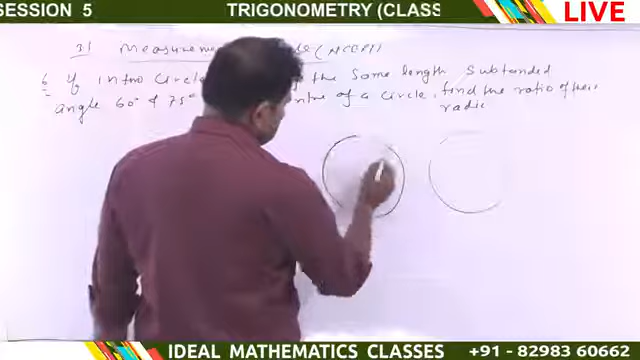 SESSION 5
TRIGONOMETRY (CLASS
LIVE
3) Measureme (NCERT)
6 If in two circle the Same length Subtended
angle 60° & 75° ntre of a circle. find the ratio of their
radii
IDEAL MATHEMATICS CLASSES +91 - 82983 60662